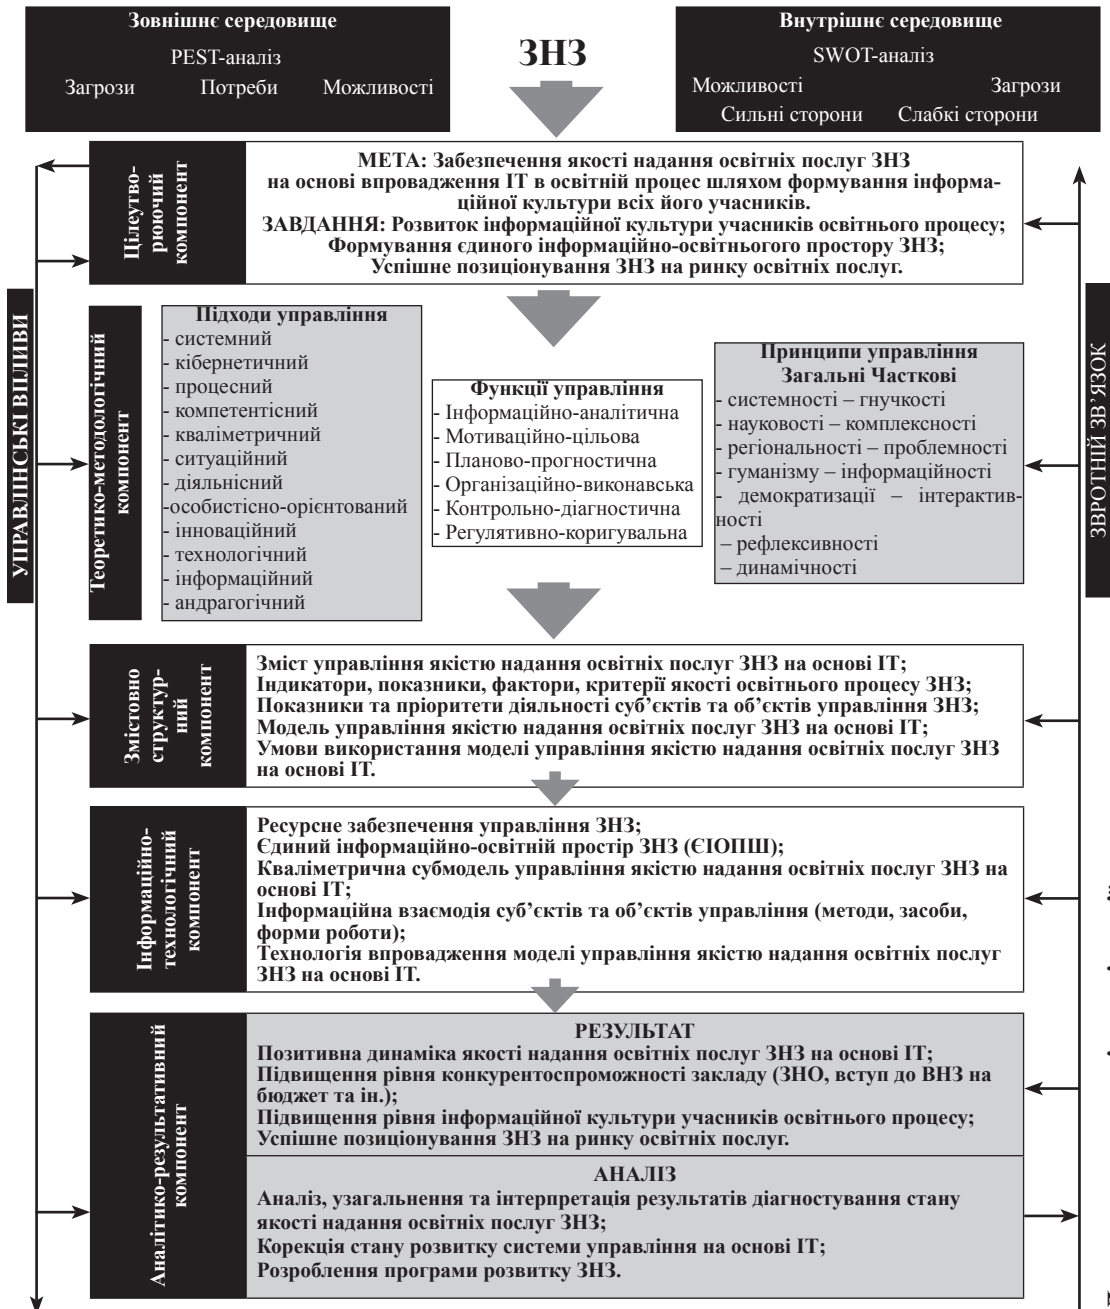 Зовнішнє середовище
PEST-аналіз
Загрози Потреби Можливості
ЗНЗ
Внутрішнє середовище
SWOT-аналіз
Можливості Загрози
Сильні сторони Слабкі сторони
УПРАВЛІНСЬКІ ВПЛИВИ
ЗВРОТНІЙ ЗВ’ЯЗОК
Цілеутво-
рюючий
компонент
МЕТА: Забезпечення якості надання освітніх послуг ЗНЗ
на основі впровадження ІТ в освітній процес шляхом формування інформа-
ційної культури всіх його учасників.
ЗАВДАННЯ: Розвиток інформаційної культури учасників освітнього процесу;
Формування єдиного інформаційно-освітньогого простору ЗНЗ;
Успішне позиціонування ЗНЗ на ринку освітніх послуг.
Теоретико-методологічний
компонент
Підходи управління
- системний
- кібернетичний
- процесний
- компетентісний
- кваліметричний
- ситуаційний
- діяльнісний
-особистісно-орієнтований
- інноваційний
- технологічний
- інформаційний
- андрагогічний
Функції управління
- Інформаційно-аналітична
- Мотиваційно-цільова
- Планово-прогностична
- Організаційно-виконавська
- Контрольно-діагностична
- Регулятивно-коригувальна
Принципи управління
Загальні Часткові
- системності – гнучкості
- науковості – комплексності
- регіональності – проблемності
- гуманізму – інформаційності
- демократизації – інтерактив-
ності
– рефлексивності
– динамічності
Змістовно
структур-
ний
компонент
Зміст управління якістю надання освітніх послуг ЗНЗ на основі ІТ;
Індикатори, показники, фактори, критерії якості освітнього процесу ЗНЗ;
Показники та пріоритети діяльності суб’єктів та об’єктів управління ЗНЗ;
Модель управління якістю надання освітніх послуг ЗНЗ на основі ІТ;
Умови використання моделі управління якістю надання освітніх послуг ЗНЗ
на основі ІТ.
Інформаційно-
технологічний
компонент
Ресурсне забезпечення управління ЗНЗ;
Єдиний інформаційно-освітній простір ЗНЗ (ЄІОПШ);
Кваліметрична субмодель управління якістю надання освітніх послуг ЗНЗ на
основі ІТ;
Інформаційна взаємодія суб’єктів та об’єктів управління (методи, засоби,
форми роботи);
Технологія впровадження моделі управління якістю надання освітніх послуг
ЗНЗ на основі ІТ.
Аналітико-результативний
компонент
РЕЗУЛЬТАТ
Позитивна динаміка якості надання освітніх послуг ЗНЗ на основі ІТ;
Підвищення рівня конкурентоспроможності закладу (ЗНО, вступ до ВНЗ на
бюджет та ін.);
Підвищення рівня інформаційної культури учасників освітнього процесу;
Успішне позиціонування ЗНЗ на ринку освітніх послуг.
АНАЛІЗ
Аналіз, узагальнення та інтерпретація результатів діагностування стану
якості надання освітніх послуг ЗНЗ;
Корекція стану розвитку системи управління на основі ІТ;
Розроблення програми розвитку ЗНЗ.